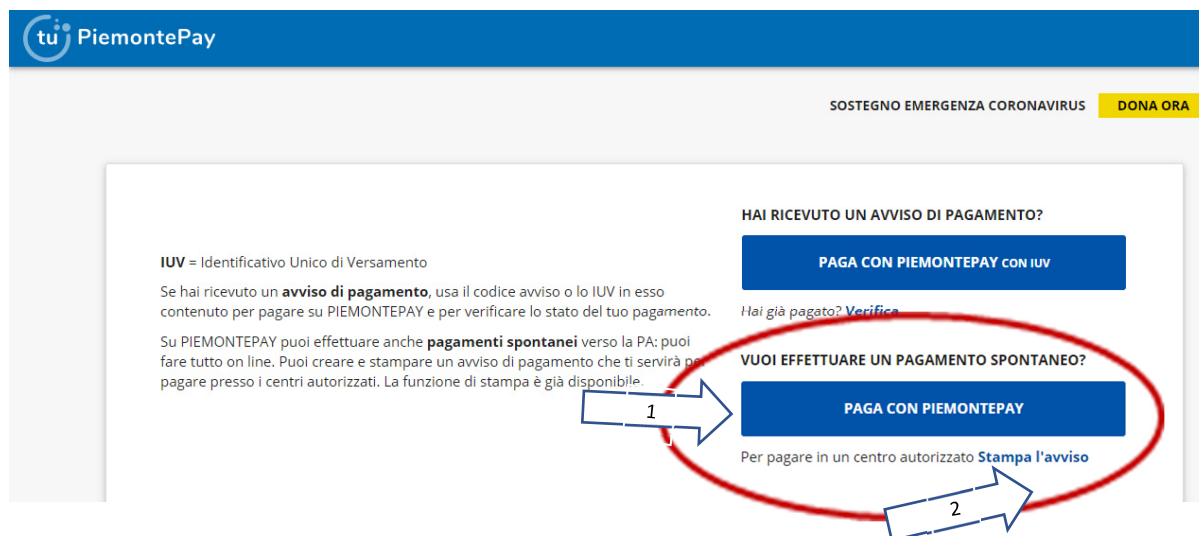 tu PiemontePay
SOSTEGNO EMERGENZA CORONAVIRUS DONA ORA
IUV = Identificativo Unico di Versamento
Se hai ricevuto un avviso di pagamento, usa il codice avviso o lo IUV in esso
contenuto per pagare su PIEMONTEPAY e per verificare lo stato del tuo pagamento.
Su PIEMONTEPAY puoi effettuare anche pagamenti spontanei verso la PA: puoi
fare tutto on line. Puoi creare e stampare un avviso di pagamento che ti servirà per
pagare presso i centri autorizzati. La funzione di stampa è già disponibile.
HAI RICEVUTO UN AVVISO DI PAGAMENTO?
PAGA CON PIEMONTEPAY CON IUV
Hai già pagato? Verifica
VUOI EFFETTUARE UN PAGAMENTO SPONTANEO?
1
PAGA CON PIEMONTEPAY
Per pagare in un centro autorizzato Stampa l'avviso
2